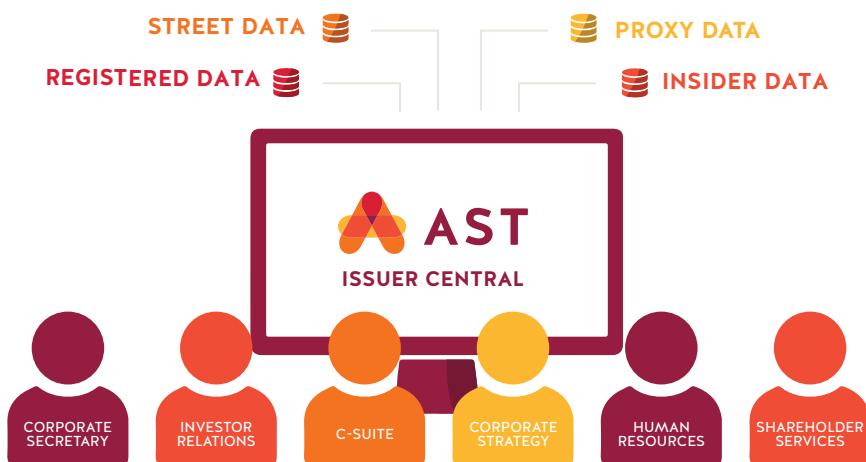 STREET DATA
PROXY DATA
REGISTERED DATA
INSIDER DATA
AST
ISSUER CENTRAL
CORPORATE
SECRETARY
INVESTOR
RELATIONS
C-SUITE
CORPORATE
STRATEGY
HUMAN
RESOURCES
SHAREHOLDER
SERVICES